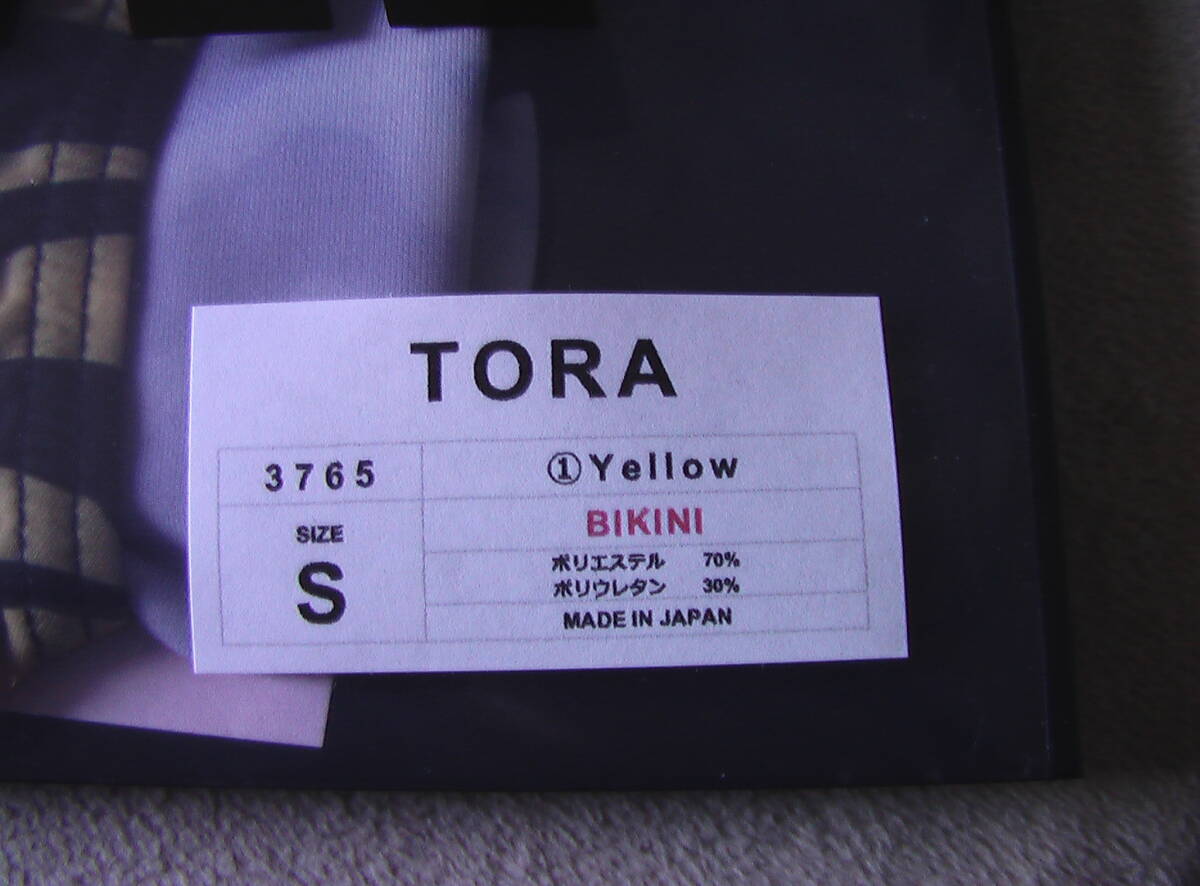 TORA
3765
①Yellow
SIZE
S
BIKINI
ポリエステル 70%
ポリウレタン 30%
MADE IN JAPAN